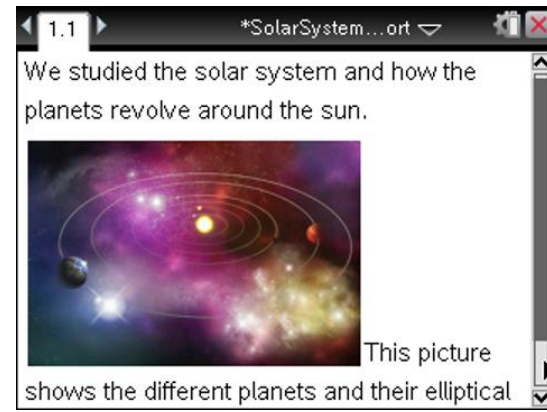 1.1 *SolarSystem...ort
We studied the solar system and how the
planets revolve around the sun.
This picture
shows the different planets and their elliptical